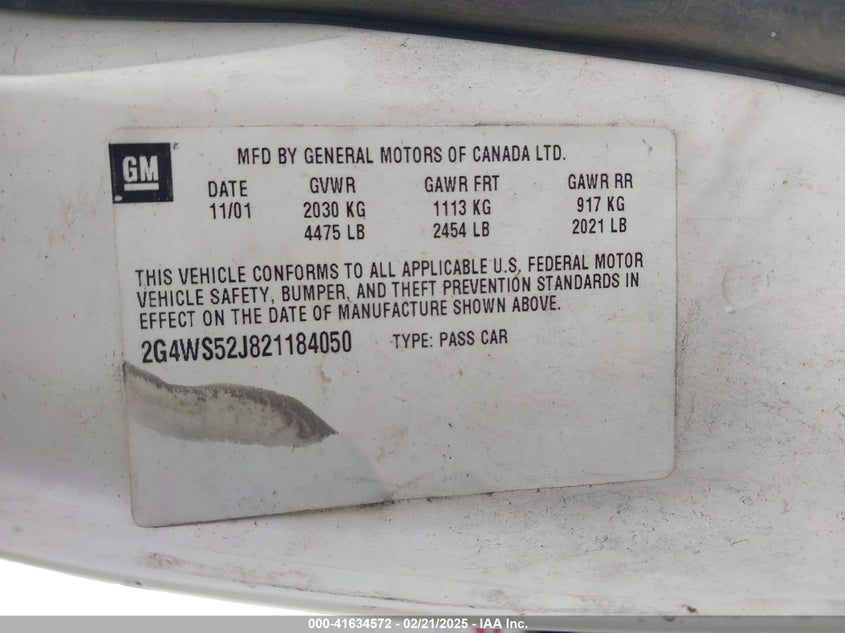 GM
MFD BY GENERAL MOTORS OF CANADA LTD.
DATE GVWR GAWR FRT GAWR RR
11/01 2030 KG 1113 KG 917 KG
4475 LB 2454 LB 2021 LB
THIS VEHICLE CONFORMS TO ALL APPLICABLE U.S. FEDERAL MOTOR
VEHICLE SAFETY, BUMPER, AND THEFT PREVENTION STANDARDS IN
EFFECT ON THE DATE OF MANUFACTURE SHOWN ABOVE.
2G4WS52J821184050 TYPE: PASS CAR
000-41634572 - 02/21/2025 - IAA Inc.